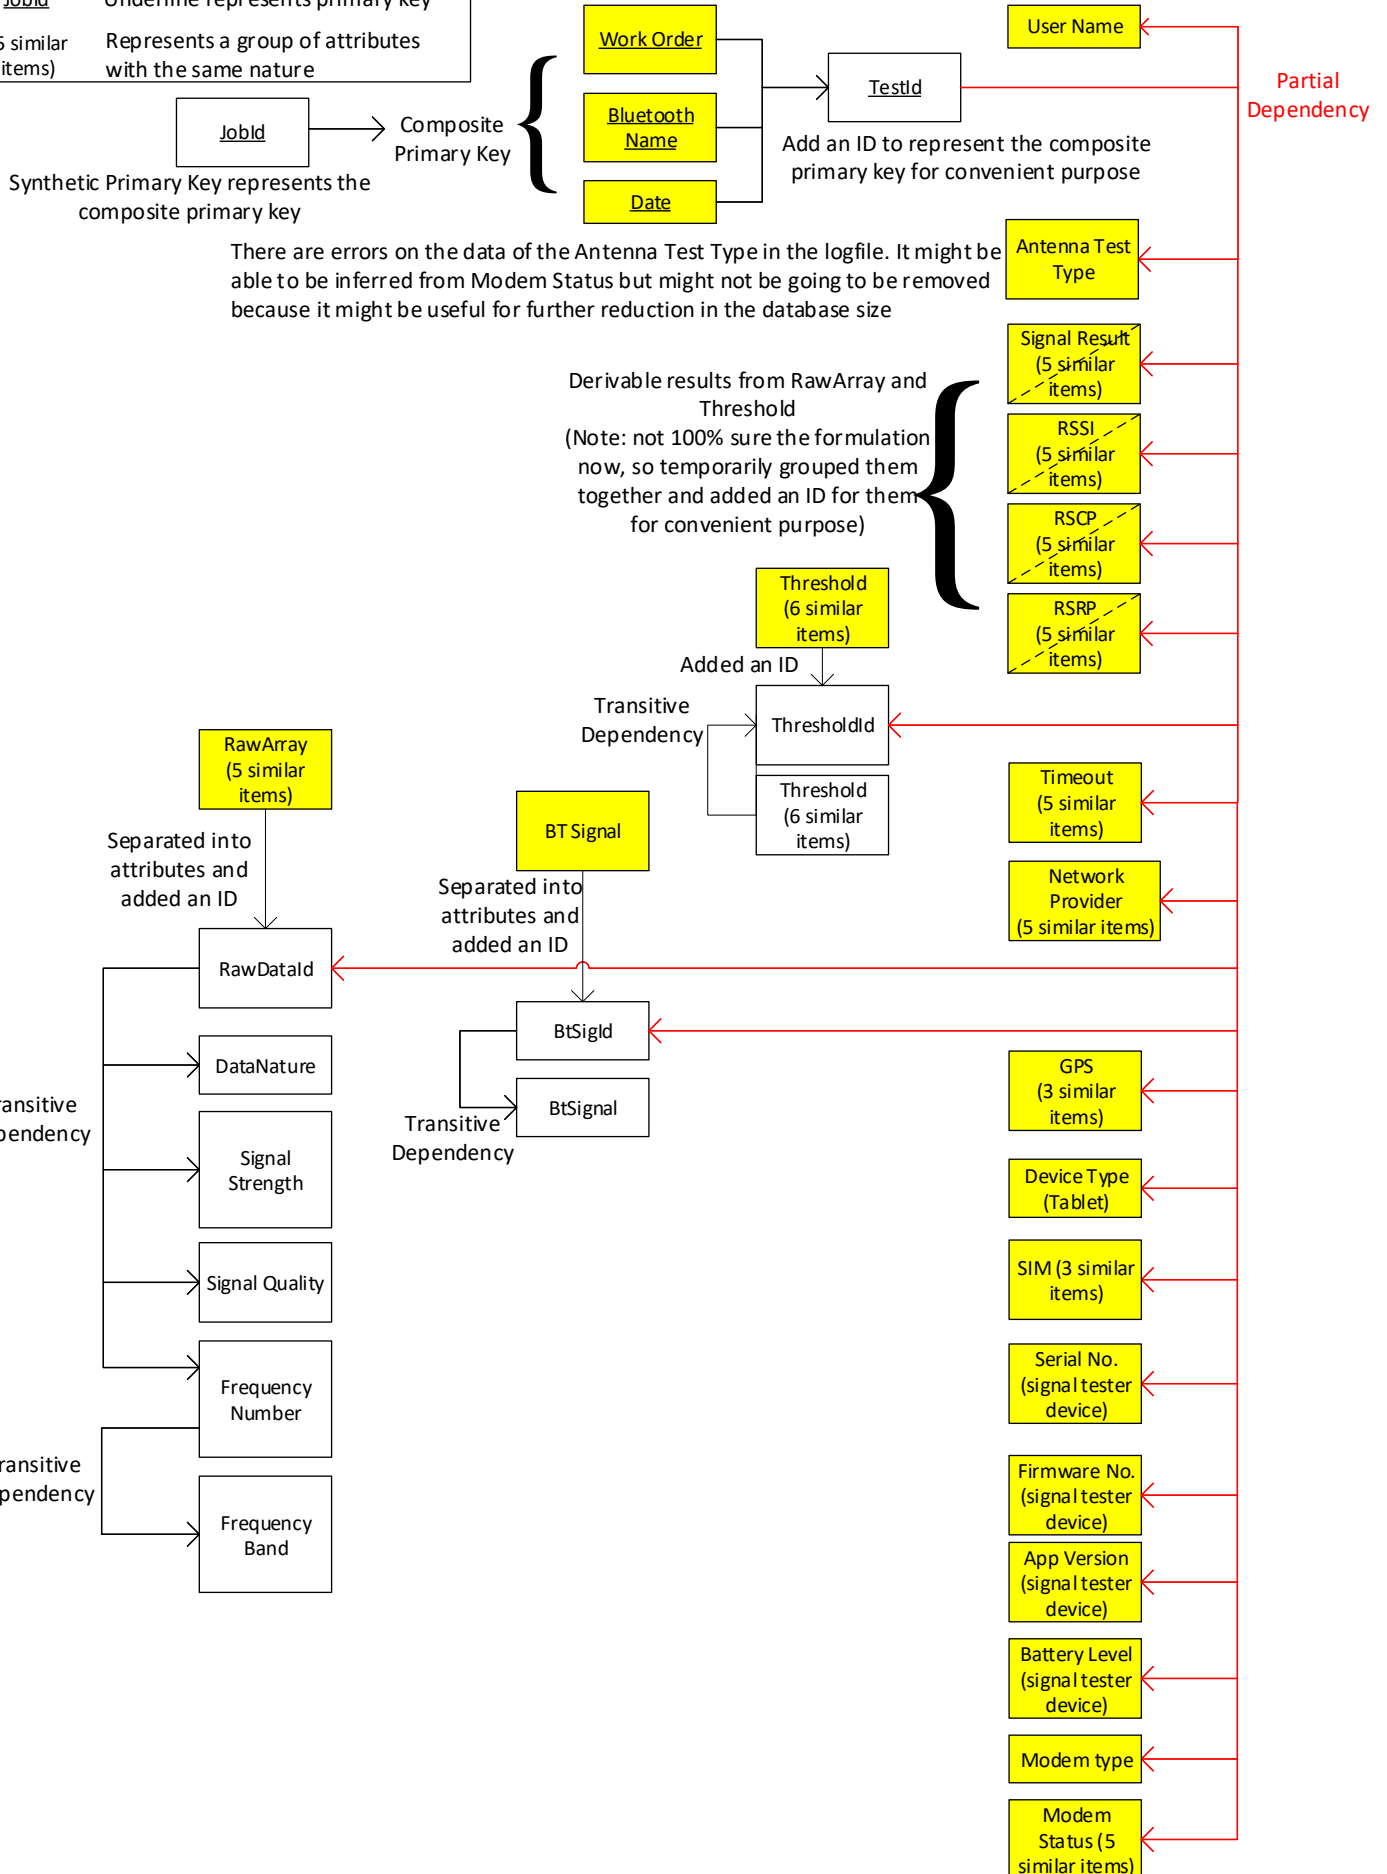 JobId Underline represents primary key
5 similar
items)
Represents a group of attributes
with the same nature
JobId
Synthetic Primary Key represents the
composite primary key
Composite
Primary Key
Work Order
Bluetooth
Name
Date
TestId
Add an ID to represent the composite
primary key for convenient purpose
User Name
Partial
Dependency
There are errors on the data of the Antenna Test Type in the logfile. It might be
able to be inferred from Modem Status but might not be going to be removed
because it might be useful for further reduction in the database size
Antenna Test
Type
Derivable results from RawArray and
Threshold
(Note: not 100% sure the formulation
now, so temporarily grouped them
together and added an ID for them
for convenient purpose)
Signal Result
(5 similar
items)
RSSI
(5 similar
items)
RSCP
(5 similar
items)
RSRP
(5 similar
items)
Threshold
(6 similar
items)
Added an ID
Transitive
Dependency
ThresholdId
Threshold
(6 similar
items)
RawArray
(5 similar
items)
Separated into
attributes and
added an ID
RawDataId
DataNature
Signal
Strength
Signal Quality
Frequency
Number
Frequency
Band
ransitive
pendency
ransitive
pendency
BT Signal
Separated into
attributes and
added an ID
BtSigId
BtSignal
Transitive
Dependency
Timeout
(5 similar
items)
Network
Provider
(5 similar items)
GPS
(3 similar
items)
Device Type
(Tablet)
SIM (3 similar
items)
Serial No.
(signal tester
device)
Firmware No.
(signal tester
device)
App Version
(signal tester
device)
Battery Level
(signal tester
device)
Modem type
Modem
Status (5
similar items)